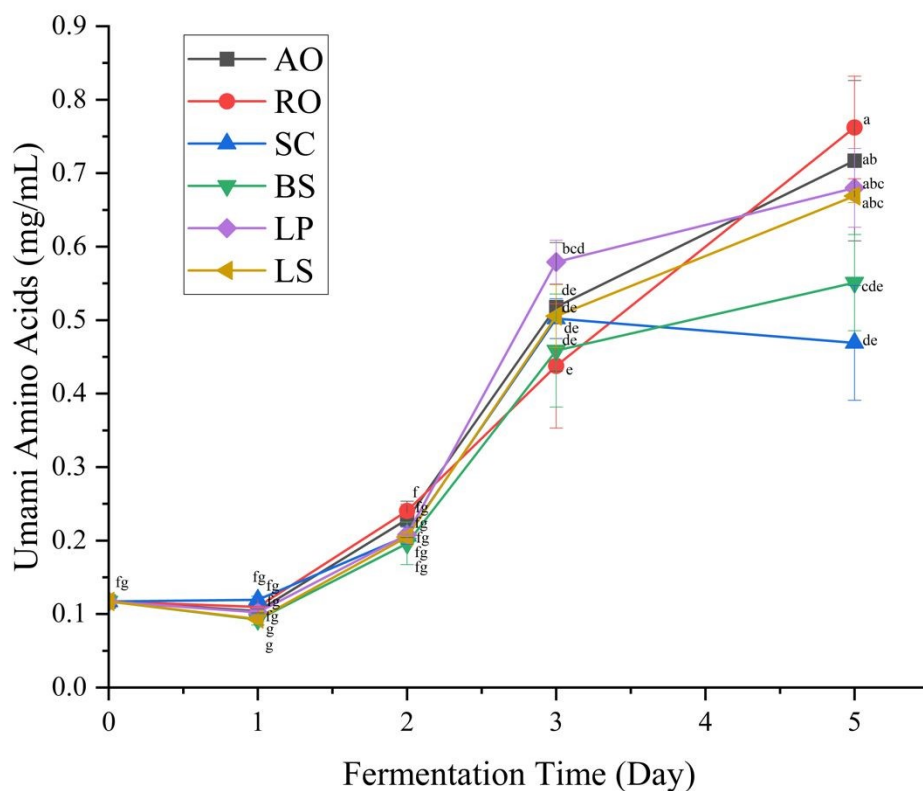 0.9
0.8
0.7
0.6
0.5
0.4
0.3
0.2
0.1
0.0
Umami Amino Acids (mg/mL)
AO
RO
SC
BS
LP
LS
a
ab
abc
abc
cde
de
bcd
de
de
de
de
e
f
fg
fg
fg
fg
fg
fg
fg
fg
fg
fg
g
g
0
1
2
3
4
5
Fermentation Time (Day)